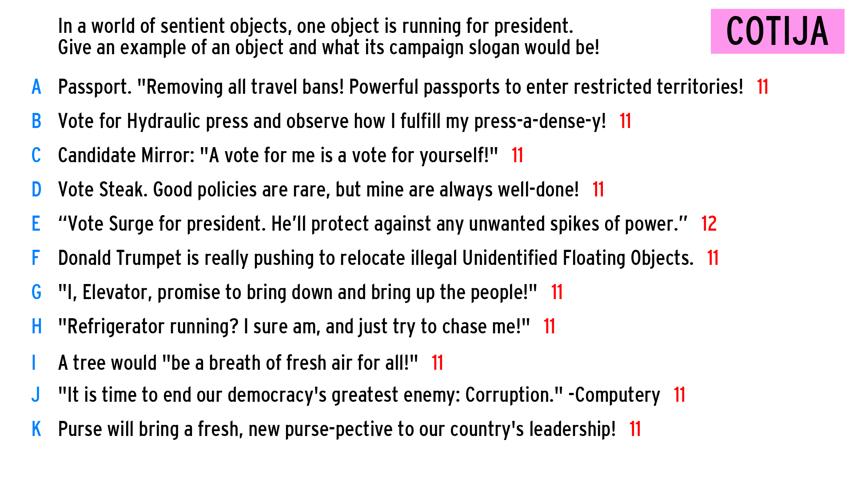 In a world of sentient objects, one object is running for president.
Give an example of an object and what its campaign slogan would be!
COTIJA
A Passport. "Removing all travel bans! Powerful passports to enter restricted territories! 11
B Vote for Hydraulic press and observe how I fulfill my press-a-dense-y! 11
C Candidate Mirror: "A vote for me is a vote for yourself!" 11
D Vote Steak. Good policies are rare, but mine are always well-done! 11
E “Vote Surge for president. He’ll protect against any unwanted spikes of power.” 12
F Donald Trumpet is really pushing to relocate illegal Unidentified Floating Objects. 11
G "I, Elevator, promise to bring down and bring up the people!" 11
H "Refrigerator running? I sure am, and just try to chase me!" 11
I A tree would "be a breath of fresh air for all!" 11
J "It is time to end our democracy's greatest enemy: Corruption." -Computery 11
K Purse will bring a fresh, new purse-pective to our country's leadership! 11